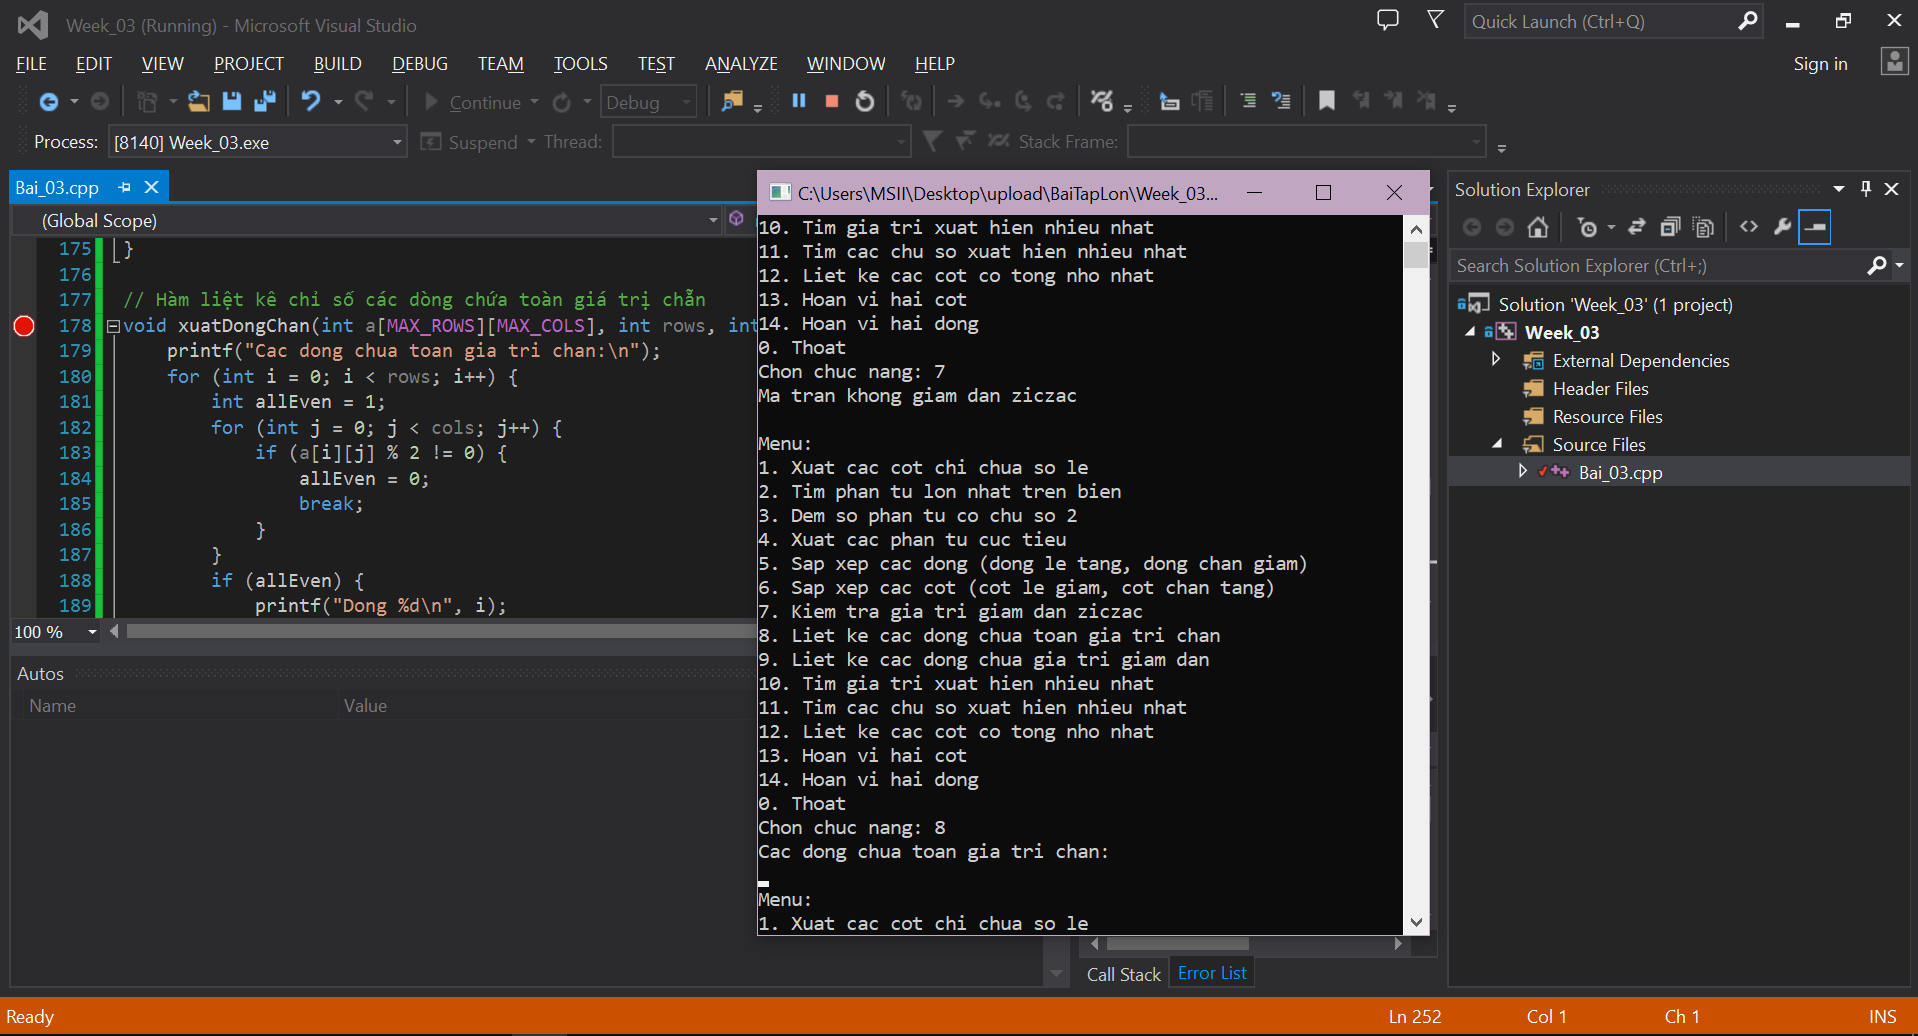 Week_03 (Running) - Microsoft Visual Studio
Quick Launch (Ctrl+Q)
FILE EDIT VIEW PROJECT BUILD DEBUG TEAM TOOLS TEST ANALYZE WINDOW HELP
Sign in
Continue Debug
Process: [8140] Week_03.exe Suspend Thread: Stack Frame:
Bai_03.cpp
(Global Scope)
175 }
176
177 // Hàm liệt kê chỉ số các dòng chứa toàn giá trị chẵn
178 void xuatDongChan(int a[MAX_ROWS][MAX_COLS], int rows, int
179 printf("Cac dong chua toan gia tri chan:\n");
180 for (int i = 0; i < rows; i++) {
181 int allEven = 1;
182 for (int j = 0; j < cols; j++) {
183 if (a[i][j] % 2 != 0) {
184 allEven = 0;
185 break;
186 }
187 }
188 if (allEven) {
189 printf("Dong %d\n", i);
100 %
Autos
Name Value
C:\Users\MSII\Desktop\upload\BaiTapLon\Week_03...
10. Tim gia tri xuat hien nhieu nhat
11. Tim cac chu so xuat hien nhieu nhat
12. Liet ke cac cot co tong nho nhat
13. Hoan vi hai cot
14. Hoan vi hai dong
0. Thoat
Chon chuc nang: 7
Ma tran khong giam dan ziczac
Menu:
1. Xuat cac cot chi chua so le
2. Tim phan tu lon nhat tren bien
3. Dem so phan tu co chu so 2
4. Xuat cac phan tu cuc tieu
5. Sap xep cac dong (dong le tang, dong chan giam)
6. Sap xep cac cot (cot le giam, cot chan tang)
7. Kiem tra gia tri giam dan ziczac
8. Liet ke cac dong chua toan gia tri chan
9. Liet ke cac dong chua gia tri giam dan
10. Tim gia tri xuat hien nhieu nhat
11. Tim cac chu so xuat hien nhieu nhat
12. Liet ke cac cot co tong nho nhat
13. Hoan vi hai cot
14. Hoan vi hai dong
0. Thoat
Chon chuc nang: 8
Cac dong chua toan gia tri chan:
Menu:
1. Xuat cac cot chi chua so le
Call Stack Error List
Solution Explorer
Search Solution Explorer (Ctrl+;)
Solution 'Week_03' (1 project)
Week_03
External Dependencies
Header Files
Resource Files
Source Files
Bai_03.cpp
Ready Ln 252 Col 1 Ch 1 INS